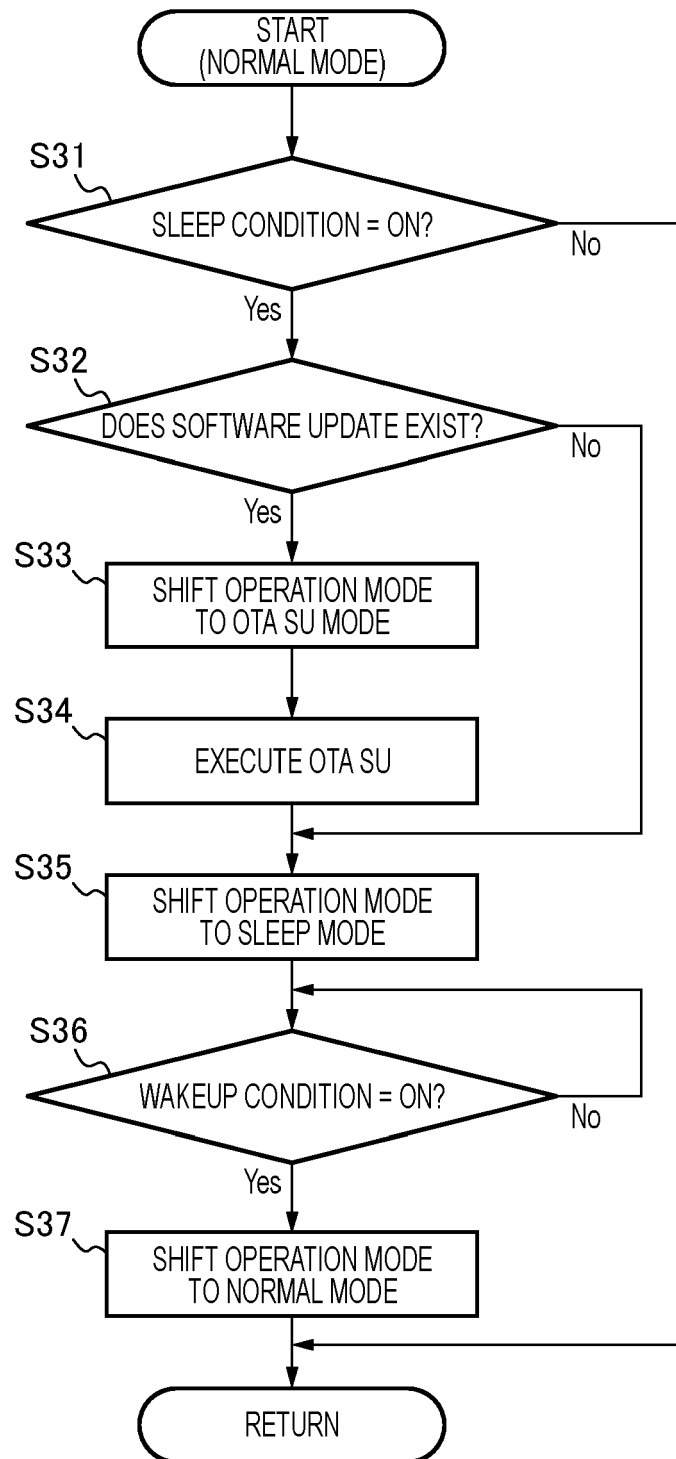 START
(NORMAL MODE)
S31
SLEEP CONDITION = ON?
No
Yes
S32
DOES SOFTWARE UPDATE EXIST?
No
Yes
S33
SHIFT OPERATION MODE
TO OTA SU MODE
S34
EXECUTE OTA SU
S35
SHIFT OPERATION MODE
TO SLEEP MODE
S36
WAKEUP CONDITION = ON?
No
Yes
S37
SHIFT OPERATION MODE
TO NORMAL MODE
RETURN